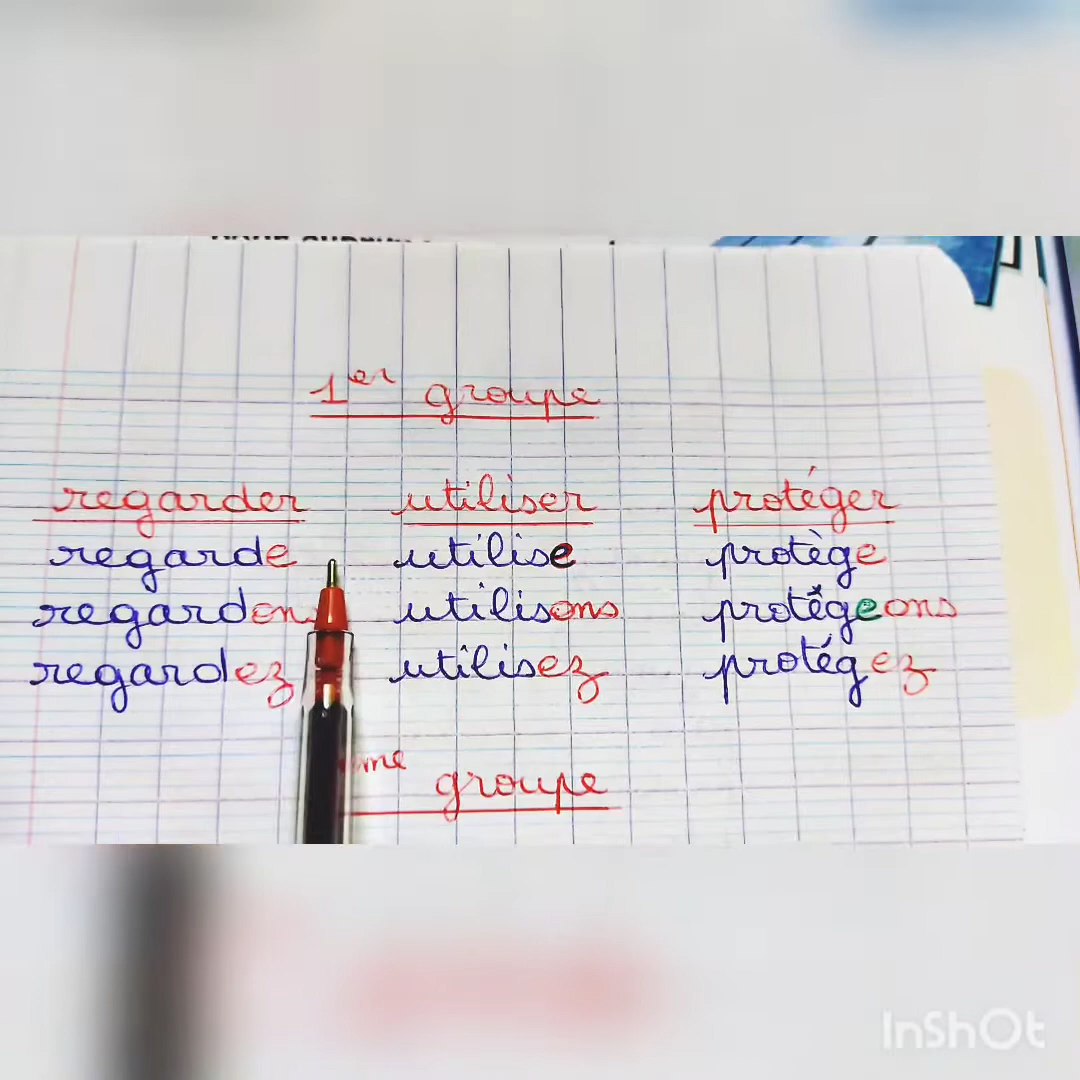 1er groupe
regarder utiliser protéger
regarde utilise protège
regardons utilisons protégeons
regardez utilisez protégez
groupe
InShOt